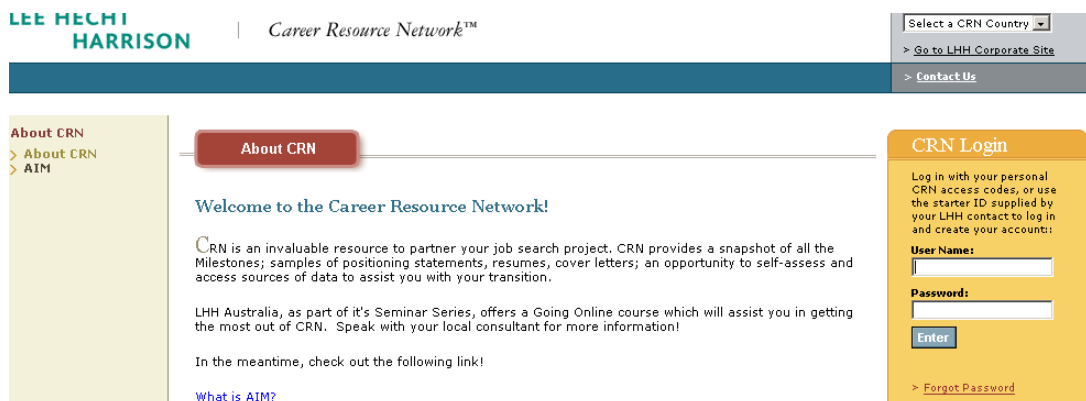 LEE HECHT
HARRISON
Career Resource Network™
Select a CRN Country
> Go to LHH Corporate Site
> Contact Us
About CRN
> About CRN
> AIM
About CRN
Welcome to the Career Resource Network!
CRN is an invaluable resource to partner your job search project. CRN provides a snapshot of all the
Milestones; samples of positioning statements, resumes, cover letters; an opportunity to self-assess and
access sources of data to assist you with your transition.
LHH Australia, as part of it's Seminar Series, offers a Going Online course which will assist you in getting
the most out of CRN. Speak with your local consultant for more information!
In the meantime, check out the following link!
What is AIM?
CRN Login
Log in with your personal
CRN access codes, or use
the starter ID supplied by
your LHH contact to log in
and create your account::
User Name:
Password:
Enter
> Forgot Password